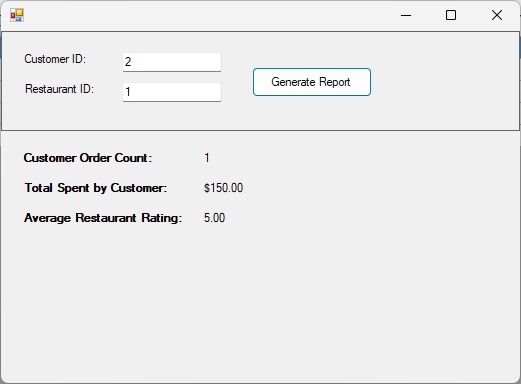 Customer ID: 2
Restaurant ID: 1
Generate Report
Customer Order Count: 1
Total Spent by Customer: $150.00
Average Restaurant Rating: 5.00